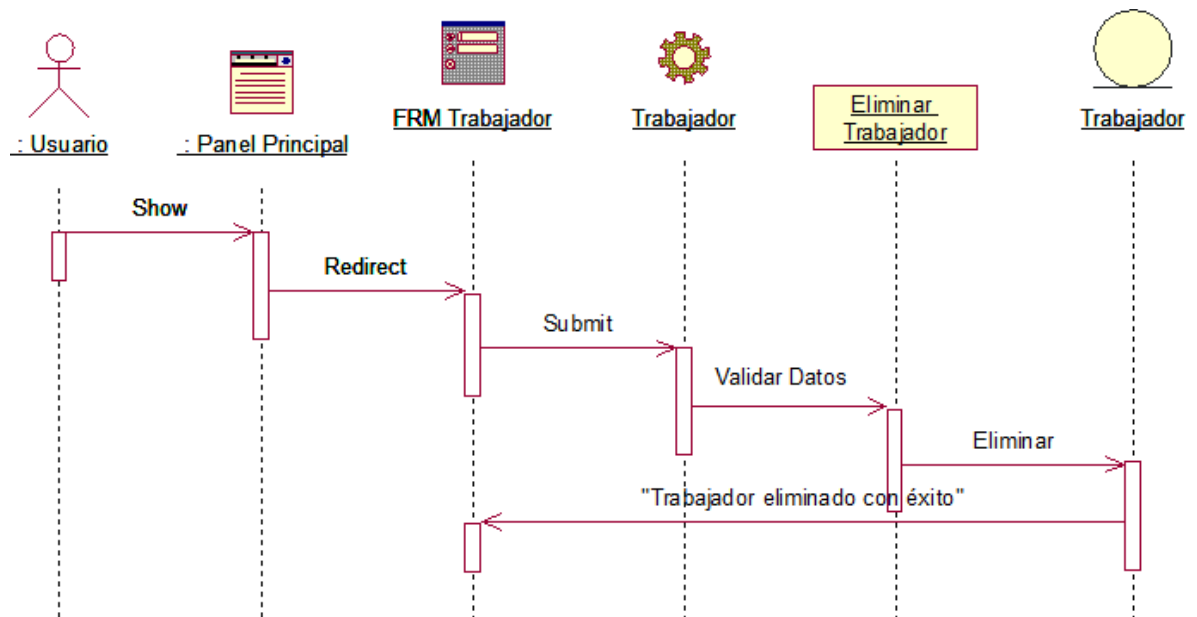 : Usuario
: Panel Principal
FRM Trabajador
Trabajador
Eliminar
Trabajador
Trabajador
Show
Redirect
Submit
Validar Datos
Eliminar
"Trabajador eliminado con éxito"